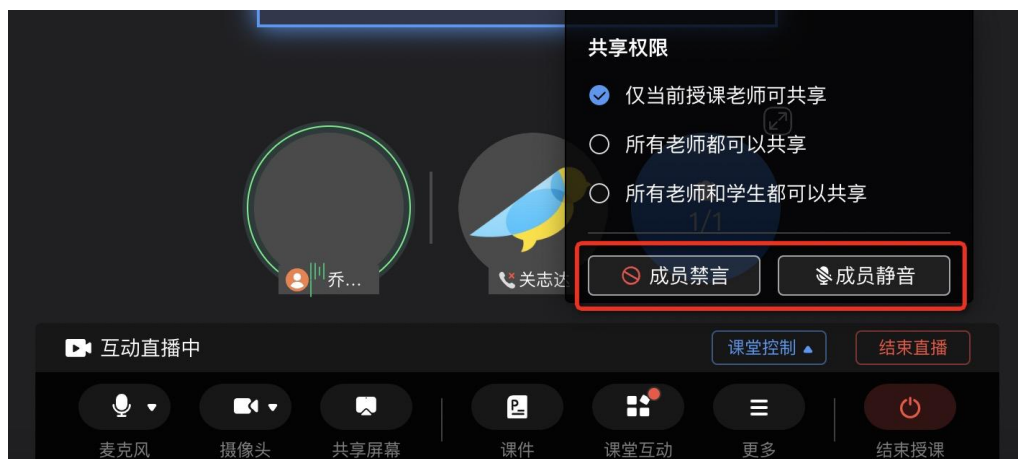 共享权限
仅当前授课老师可共享
所有老师都可以共享
所有老师和学生都可以共享
1/1
乔...
关志达
成员禁言
成员静音
互动直播中
课堂控制
结束直播
麦克风
摄像头
共享屏幕
课件
课堂互动
更多
结束授课